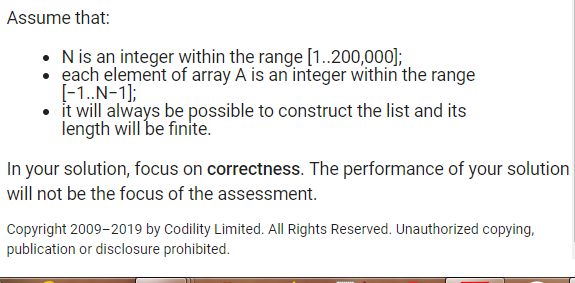 Assume that:
• N is an integer within the range [1..200,000];
• each element of array A is an integer within the range
[−1..N−1];
• it will always be possible to construct the list and its
length will be finite.
In your solution, focus on correctness. The performance of your solution
will not be the focus of the assessment.
Copyright 2009–2019 by Codility Limited. All Rights Reserved. Unauthorized copying,
publication or disclosure prohibited.